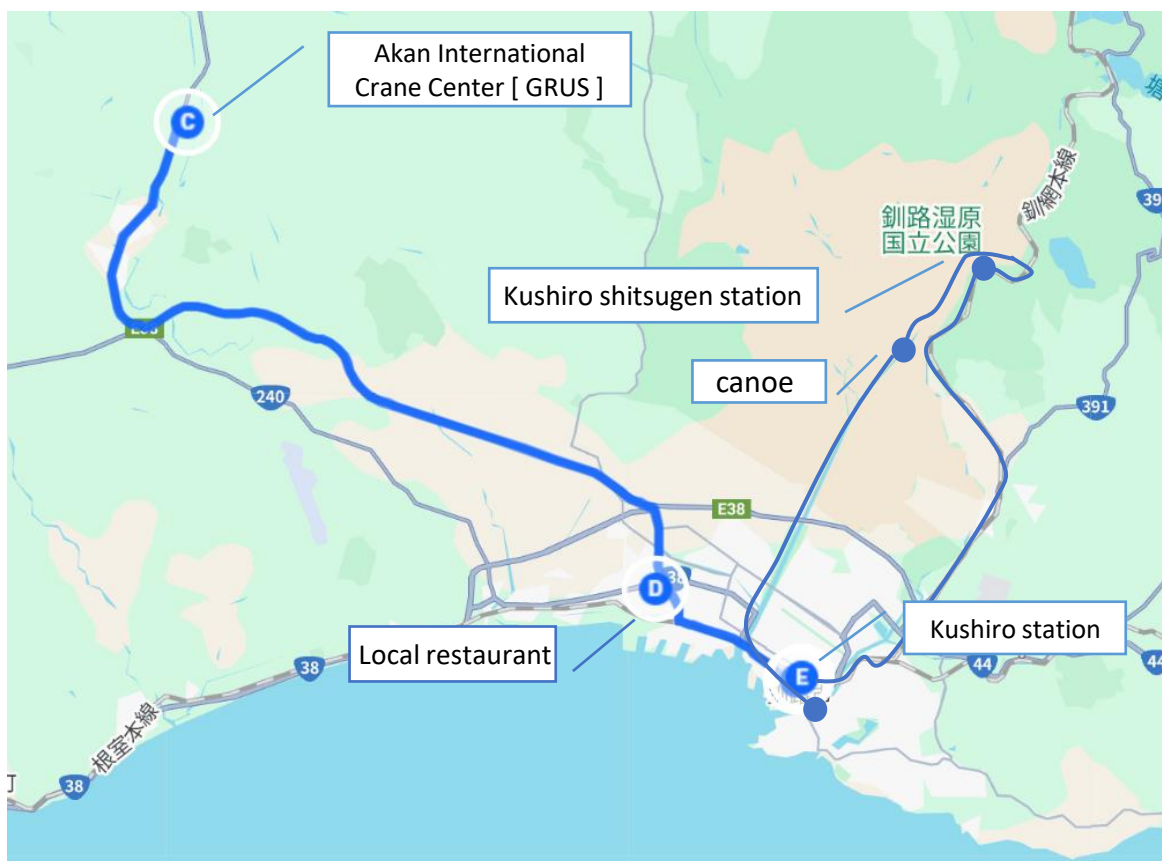 Akan International
Crane Center [ GRUS ]
C
塘
釧網本線
39
釧路湿原
国立公園
Kushiro shitsugen station
canoe
240
391
E38
D
38
Local restaurant
Kushiro station
E
44
44
38
根室本線
38
町